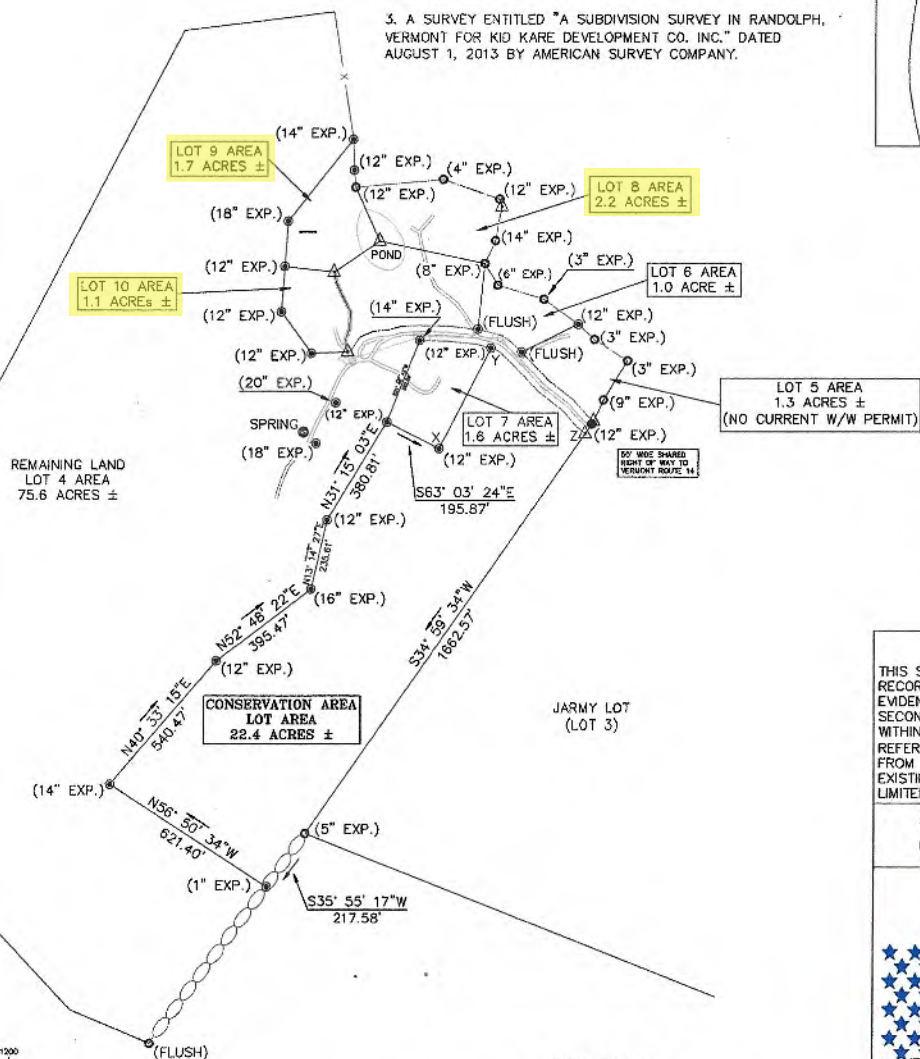 3. A SURVEY ENTITLED "A SUBDIVISION SURVEY IN RANDOLPH,
VERMONT FOR KID KARE DEVELOPMENT CO. INC." DATED
AUGUST 1, 2013 BY AMERICAN SURVEY COMPANY.
X
(14" EXP.)
LOT 9 AREA
1.7 ACRES ±
(12" EXP.)
(4" EXP.)
(12" EXP.)
(12" EXP.)
LOT 8 AREA
2.2 ACRES ±
(18" EXP.)
(14" EXP.)
POND
(12" EXP.)
(8" EXP.)
(6" EXP.)
(3" EXP.)
LOT 6 AREA
1.0 ACRE ±
LOT 10 AREA
1.1 ACREs ±
(14" EXP.)
(12" EXP.)
(FLUSH)
(12" EXP.)
(3" EXP.)
(12" EXP.)
(12" EXP.)
Y
(FLUSH)
(3" EXP.)
(20" EXP.)
LOT 5 AREA
1.3 ACRES ±
(NO CURRENT W/W PERMIT)
(9" EXP.)
(12" EXP.)
LOT 7 AREA
1.6 ACRES ±
SPRING
(18" EXP.)
X
(12" EXP.)
Z
(12" EXP.)
50' WIDE SHARED
RIGHT OF WAY TO
VERMONT ROUTE 14
REMAINING LAND
LOT 4 AREA
75.6 ACRES ±
N31° 15' 03"E
380.81'
S63° 03' 24"E
195.87'
(12" EXP.)
N13° 14' 27"E
235.61'
(16" EXP.)
N52° 48' 22"E
395.47'
S34° 59' 34"W
1662.57'
(12" EXP.)
CONSERVATION AREA
LOT AREA
22.4 ACRES ±
JARMY LOT
(LOT 3)
N40° 33' 15"E
540.47'
(14" EXP.)
N56° 50' 34"W
621.40'
(5" EXP.)
(1" EXP.)
S35° 55' 17"W
217.58'
(FLUSH)
1200
THIS S
RECOR
EVIDEN
SECON
WITHIN
REFER
FROM
EXISTI
LIMITE